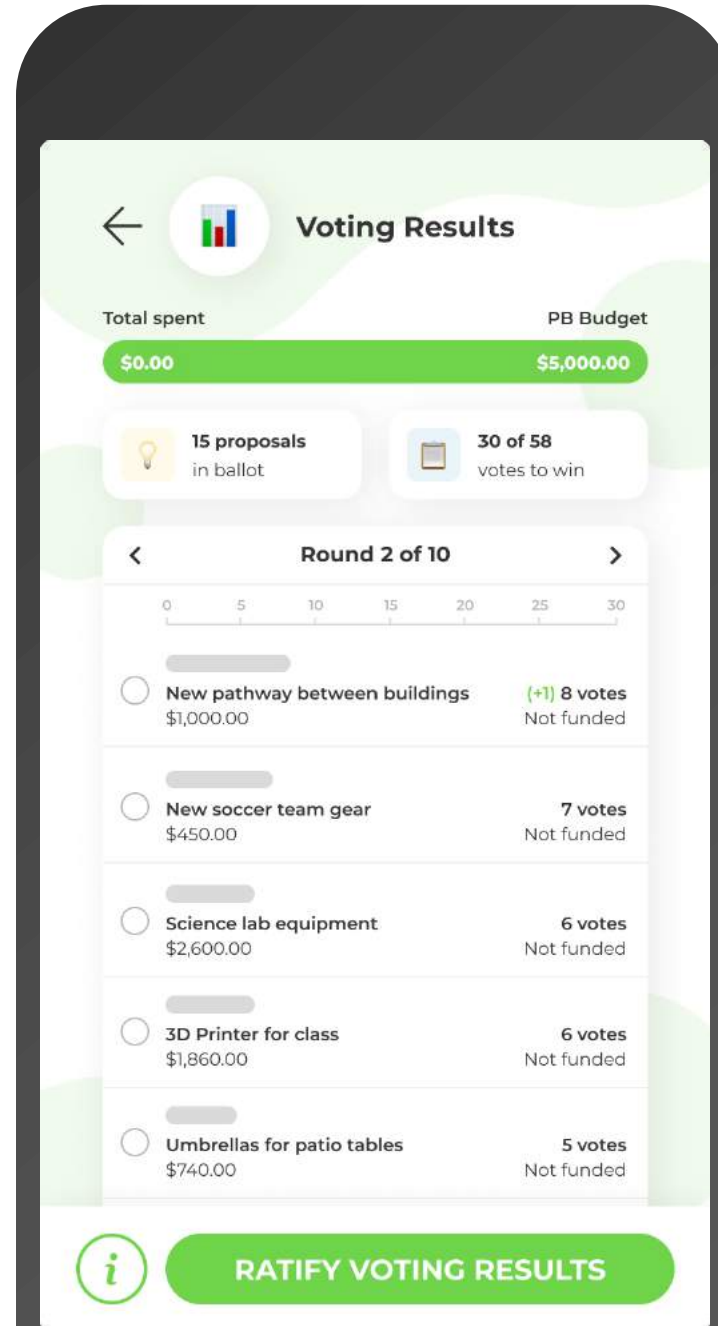 Voting Results
Total spent PB Budget
$0.00 $5,000.00
15 proposals
in ballot
30 of 58
votes to win
Round 2 of 10
0 5 10 15 20 25 30
New pathway between buildings (+1) 8 votes
$1,000.00 Not funded
New soccer team gear 7 votes
$450.00 Not funded
Science lab equipment 6 votes
$2,600.00 Not funded
3D Printer for class 6 votes
$1,860.00 Not funded
Umbrellas for patio tables 5 votes
$740.00 Not funded
i RATIFY VOTING RESULTS